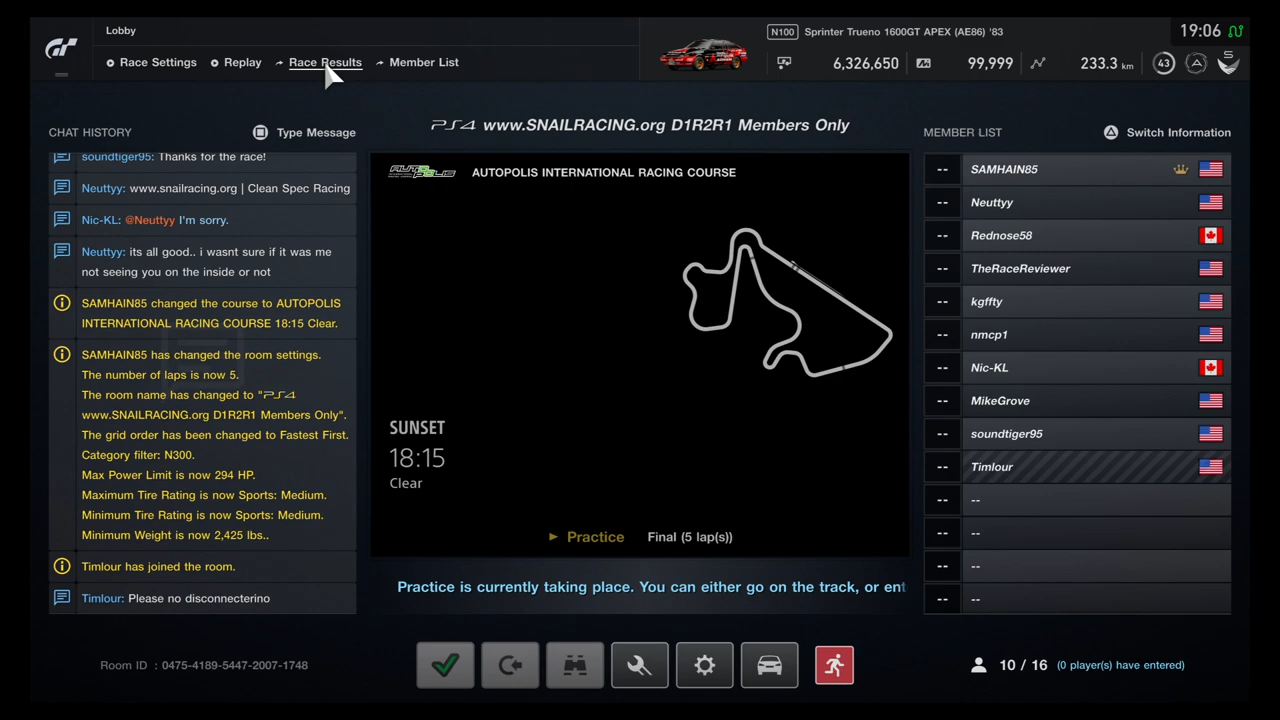 Lobby
N100 Sprinter Trueno 1600GT APEX (AE86) '83
19:06
Race Settings Replay Race Results Member List
6,326,650 99,999 233.3 km 43 A S
CHAT HISTORY Type Message
PS4 www.SNAILRACING.org D1R2R1 Members Only
MEMBER LIST Switch Information
soundtiger95: Thanks for the race!
Neuttyy: www.snailracing.org | Clean Spec Racing
Nic-KL: @Neuttyy I'm sorry.
Neuttyy: its all good.. i wasnt sure if it was me
not seeing you on the inside or not
SAMHAIN85 changed the course to AUTOPOLIS
INTERNATIONAL RACING COURSE 18:15 Clear.
SAMHAIN85 has changed the room settings.
The number of laps is now 5.
The room name has changed to "PS4
www.SNAILRACING.org D1R2R1 Members Only".
The grid order has been changed to Fastest First.
Category filter: N300.
Max Power Limit is now 294 HP.
Maximum Tire Rating is now Sports: Medium.
Minimum Tire Rating is now Sports: Medium.
Minimum Weight is now 2,425 lbs..
Timlour has joined the room.
Timlour: Please no disconnecterino
AUTOPOLIS AUTOPOLIS INTERNATIONAL RACING COURSE
SUNSET
18:15
Clear
Practice Final (5 lap(s))
Practice is currently taking place. You can either go on the track, or ent
-- SAMHAIN85
-- Neuttyy
-- Rednose58
-- TheRaceReviewer
-- kgffty
-- nmcp1
-- Nic-KL
-- MikeGrove
-- soundtiger95
-- Timlour
-- --
-- --
-- --
-- --
Room ID : 0475-4189-5447-2007-1748
10 / 16 (0 player(s) have entered)